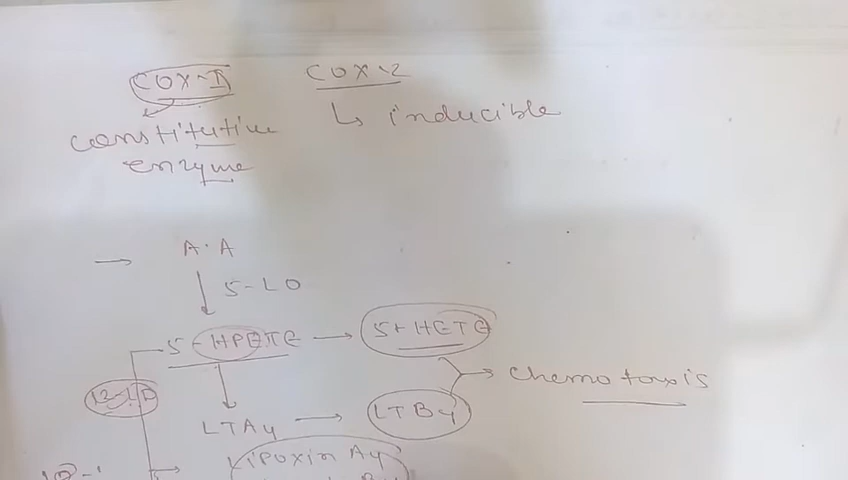 COX-I COX-2
constitutive ↳ inducible
enzyme
→ A.A
↓ 5-LO
5-HPETE → 5-HETE
12-LO → chemotaxis
↓
LTA4 → LTB4
→ Lipoxin A4